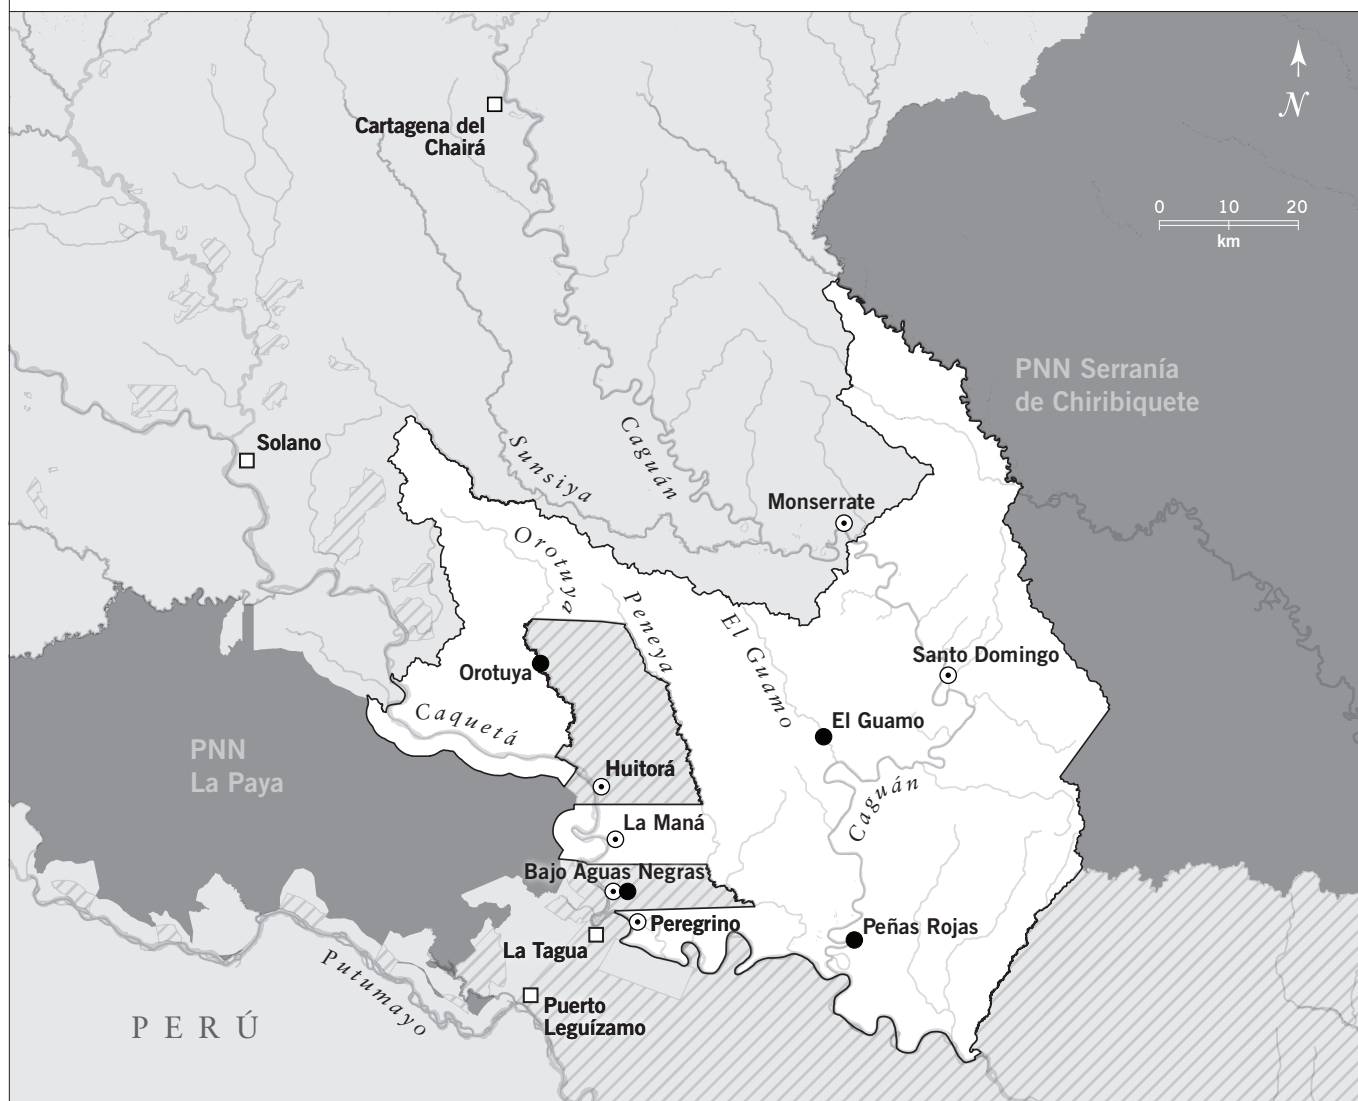 N
Cartagena del
Chairá
0 10 20
km
PNN Serranía
de Chiribiquete
Solano
Sunsiya
Caguán
Monserrate
Orotuya
Peneya
El Guamo
Santo Domingo
Orotuya
Caquetá
El Guamo
PNN
La Paya
Huitorá
Caguán
La Maná
Bajo Aguas Negras
Peregrino
Peñas Rojas
La Tagua
Putumayo
PERÚ
Puerto
Leguízamo